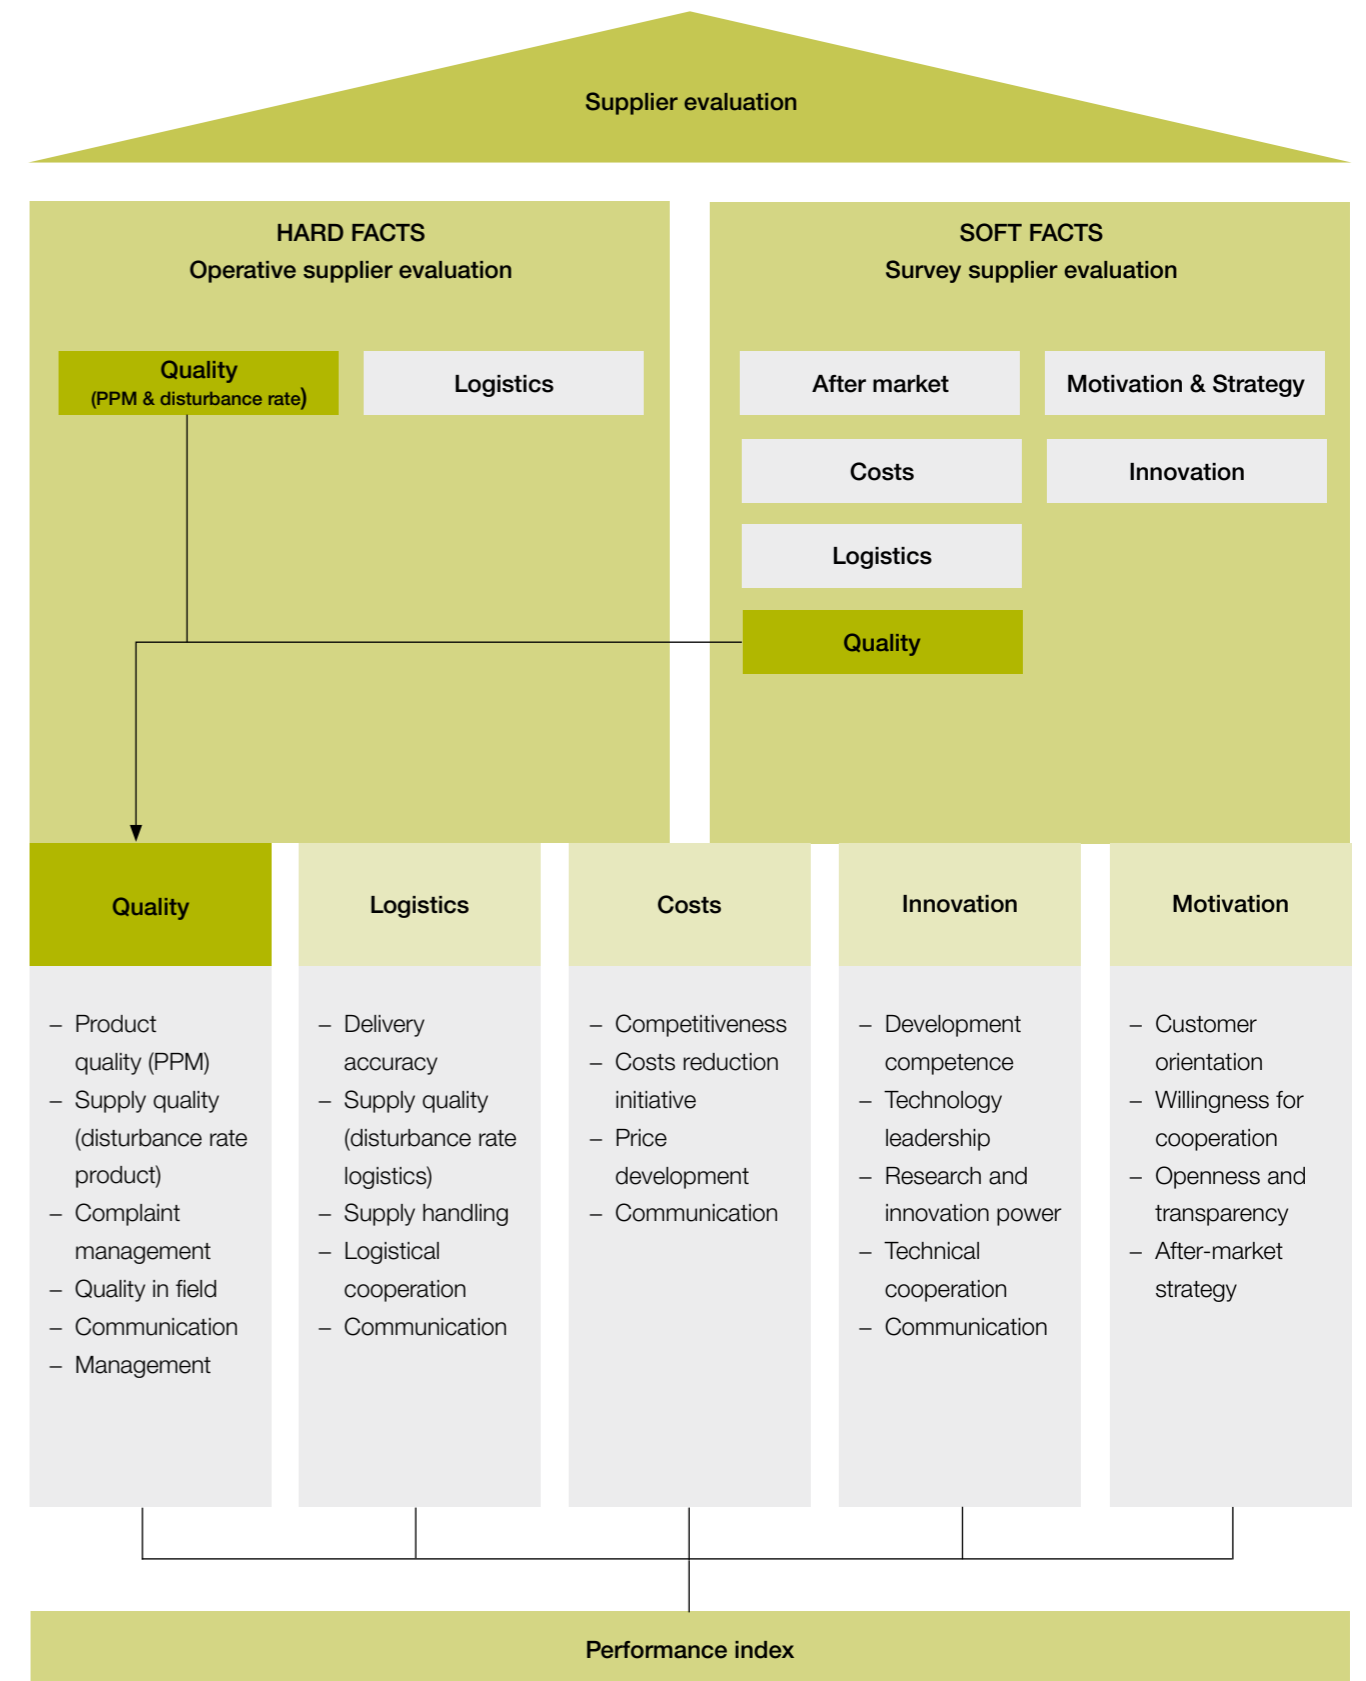 Supplier evaluation
HARD FACTS
Operative supplier evaluation
Quality
(PPM & disturbance rate)
Logistics
SOFT FACTS
Survey supplier evaluation
After market
Motivation & Strategy
Costs
Innovation
Logistics
Quality
Quality
– Product
quality (PPM)
– Supply quality
(disturbance rate
product)
– Complaint
management
– Quality in field
– Communication
– Management
Logistics
– Delivery
accuracy
– Supply quality
(disturbance rate
logistics)
– Supply handling
– Logistical
cooperation
– Communication
Costs
– Competitiveness
– Costs reduction
initiative
– Price
development
– Communication
Innovation
– Development
competence
– Technology
leadership
– Research and
innovation power
– Technical
cooperation
– Communication
Motivation
– Customer
orientation
– Willingness for
cooperation
– Openness and
transparency
– After-market
strategy
Performance index